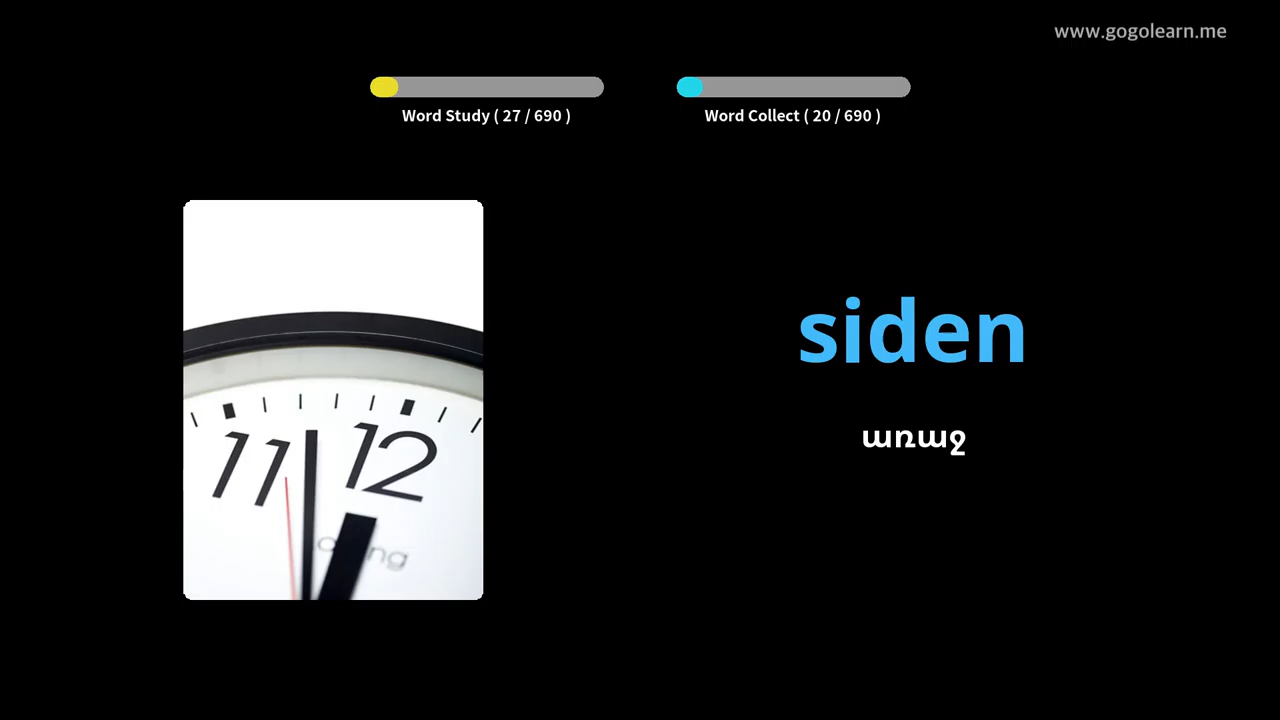 www.gogolearn.me
Word Study ( 27 / 690 )
Word Collect ( 20 / 690 )
11
12
siden
առաջ